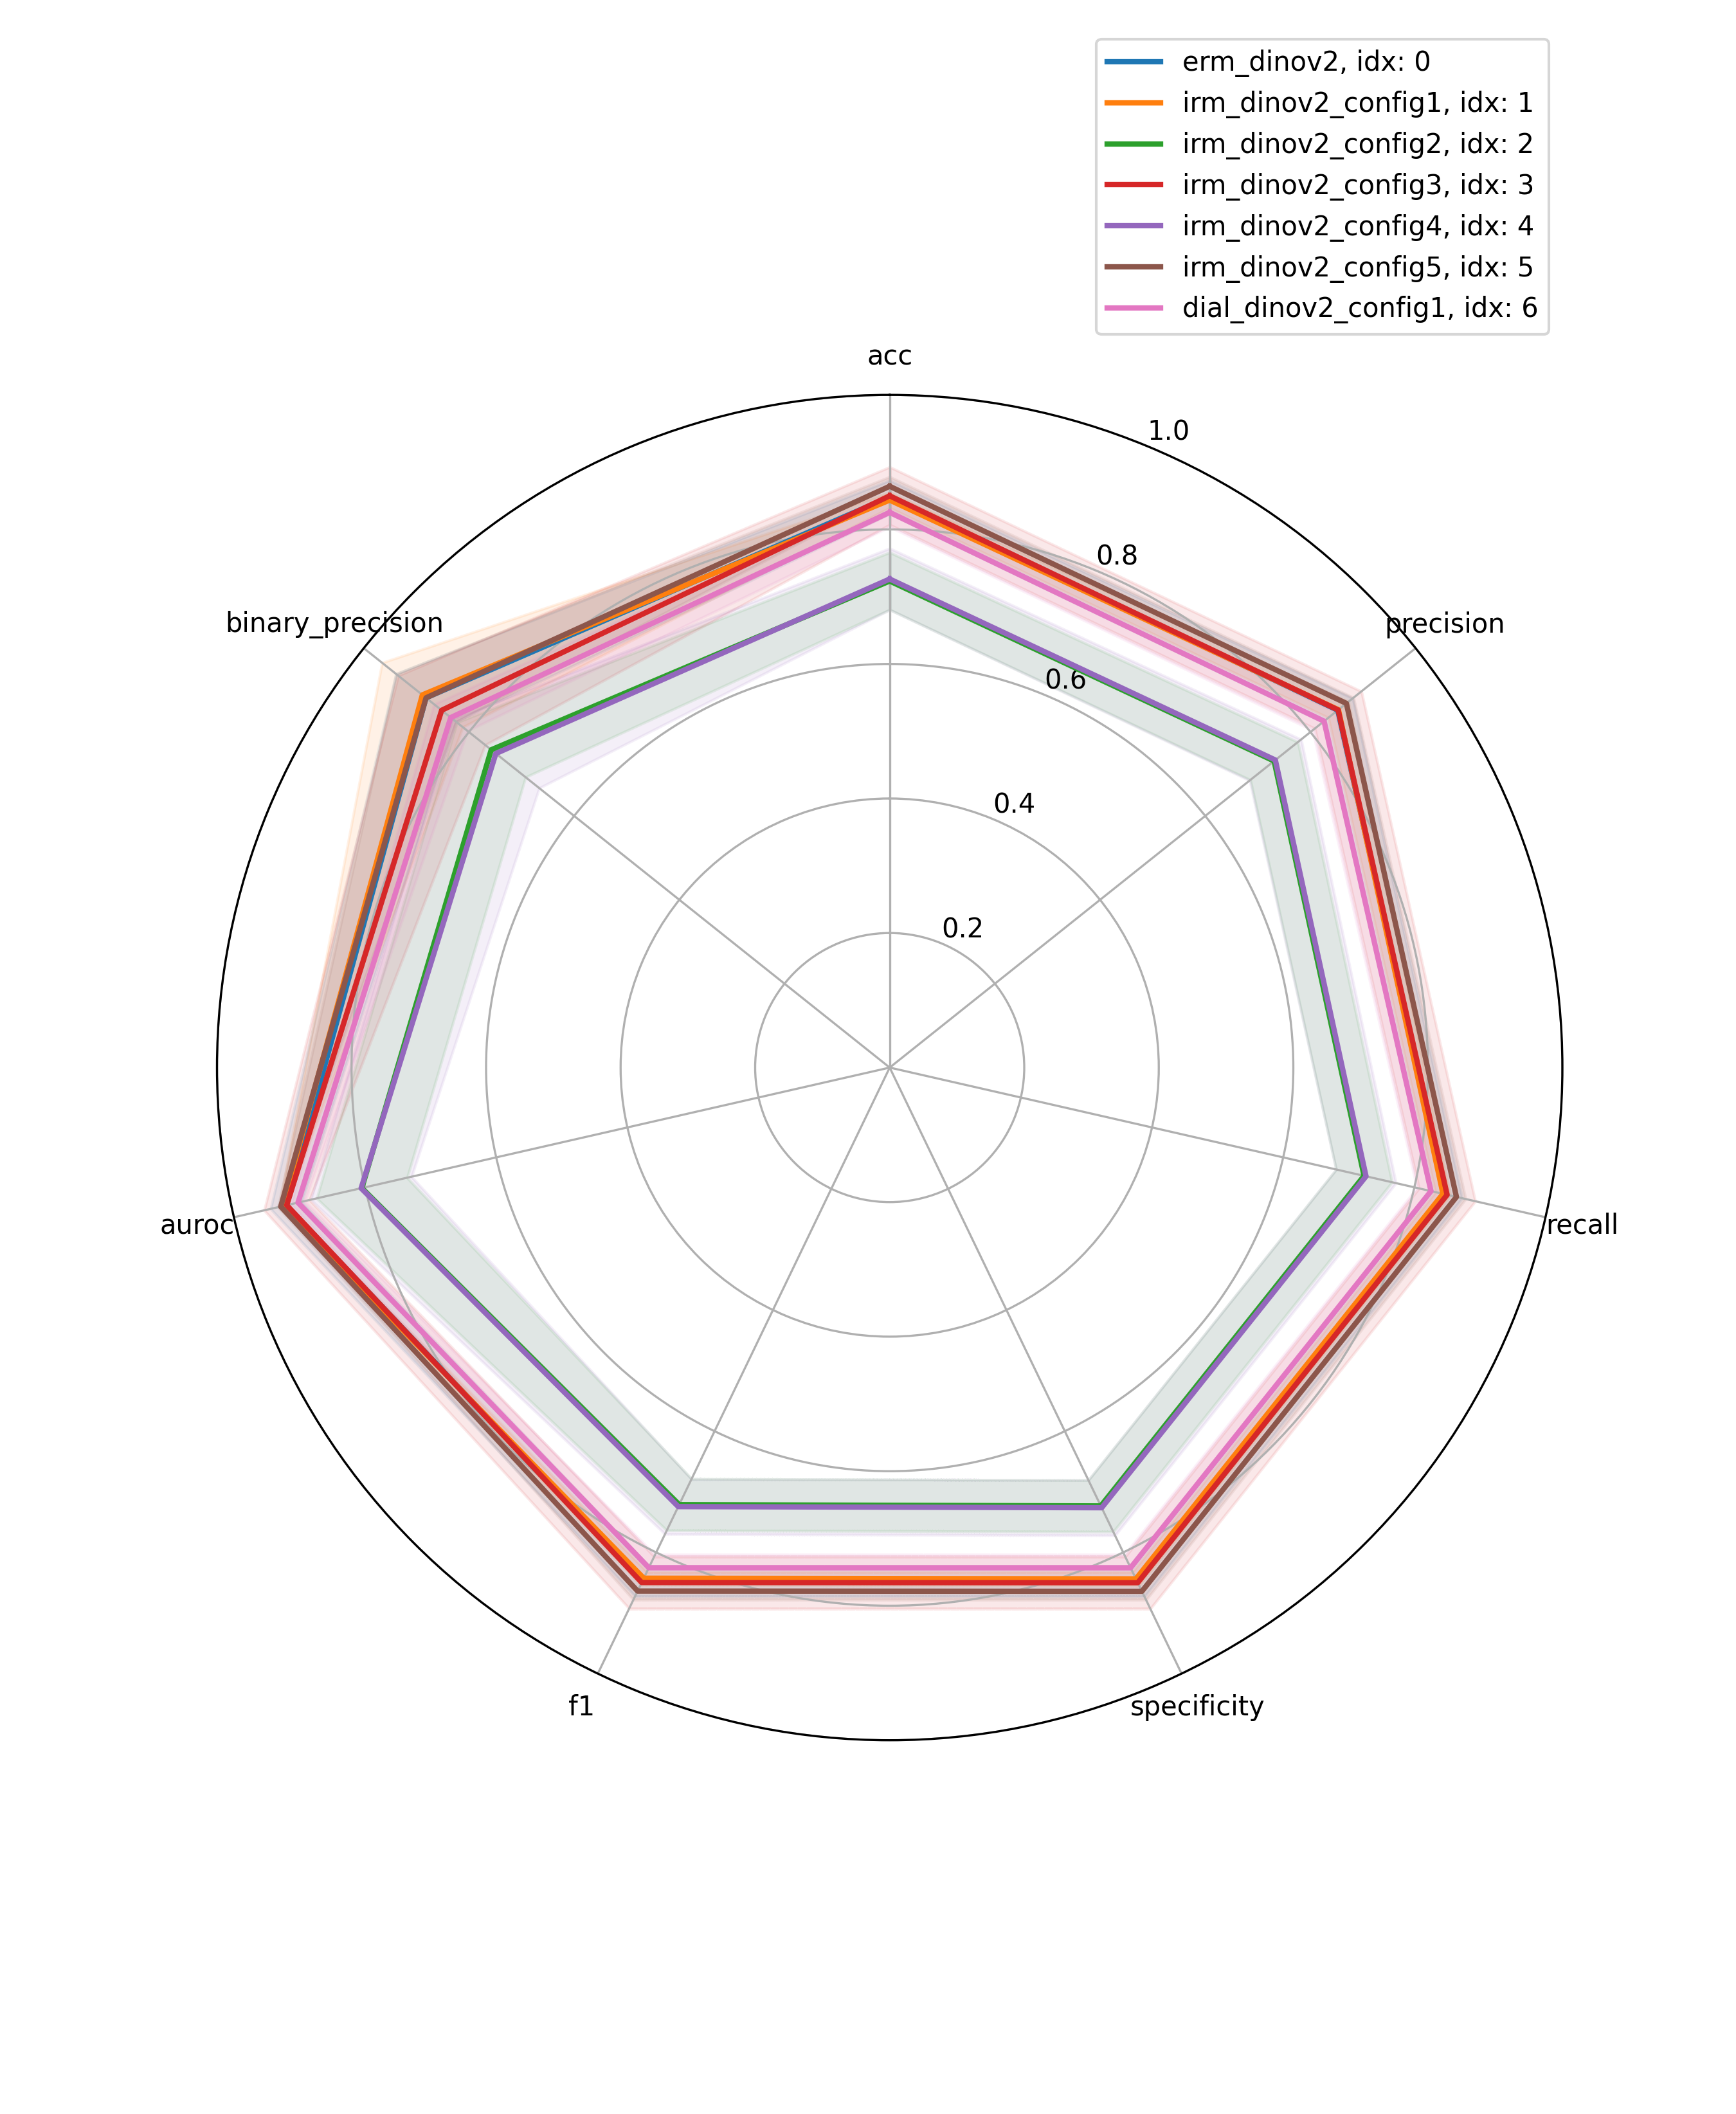 erm_dinov2, idx: 0
irm_dinov2_config1, idx: 1
irm_dinov2_config2, idx: 2
irm_dinov2_config3, idx: 3
irm_dinov2_config4, idx: 4
irm_dinov2_config5, idx: 5
dial_dinov2_config1, idx: 6
acc
1.0
0.8
binary_precision
precision
0.6
0.4
0.2
auroc
recall
f1
specificity